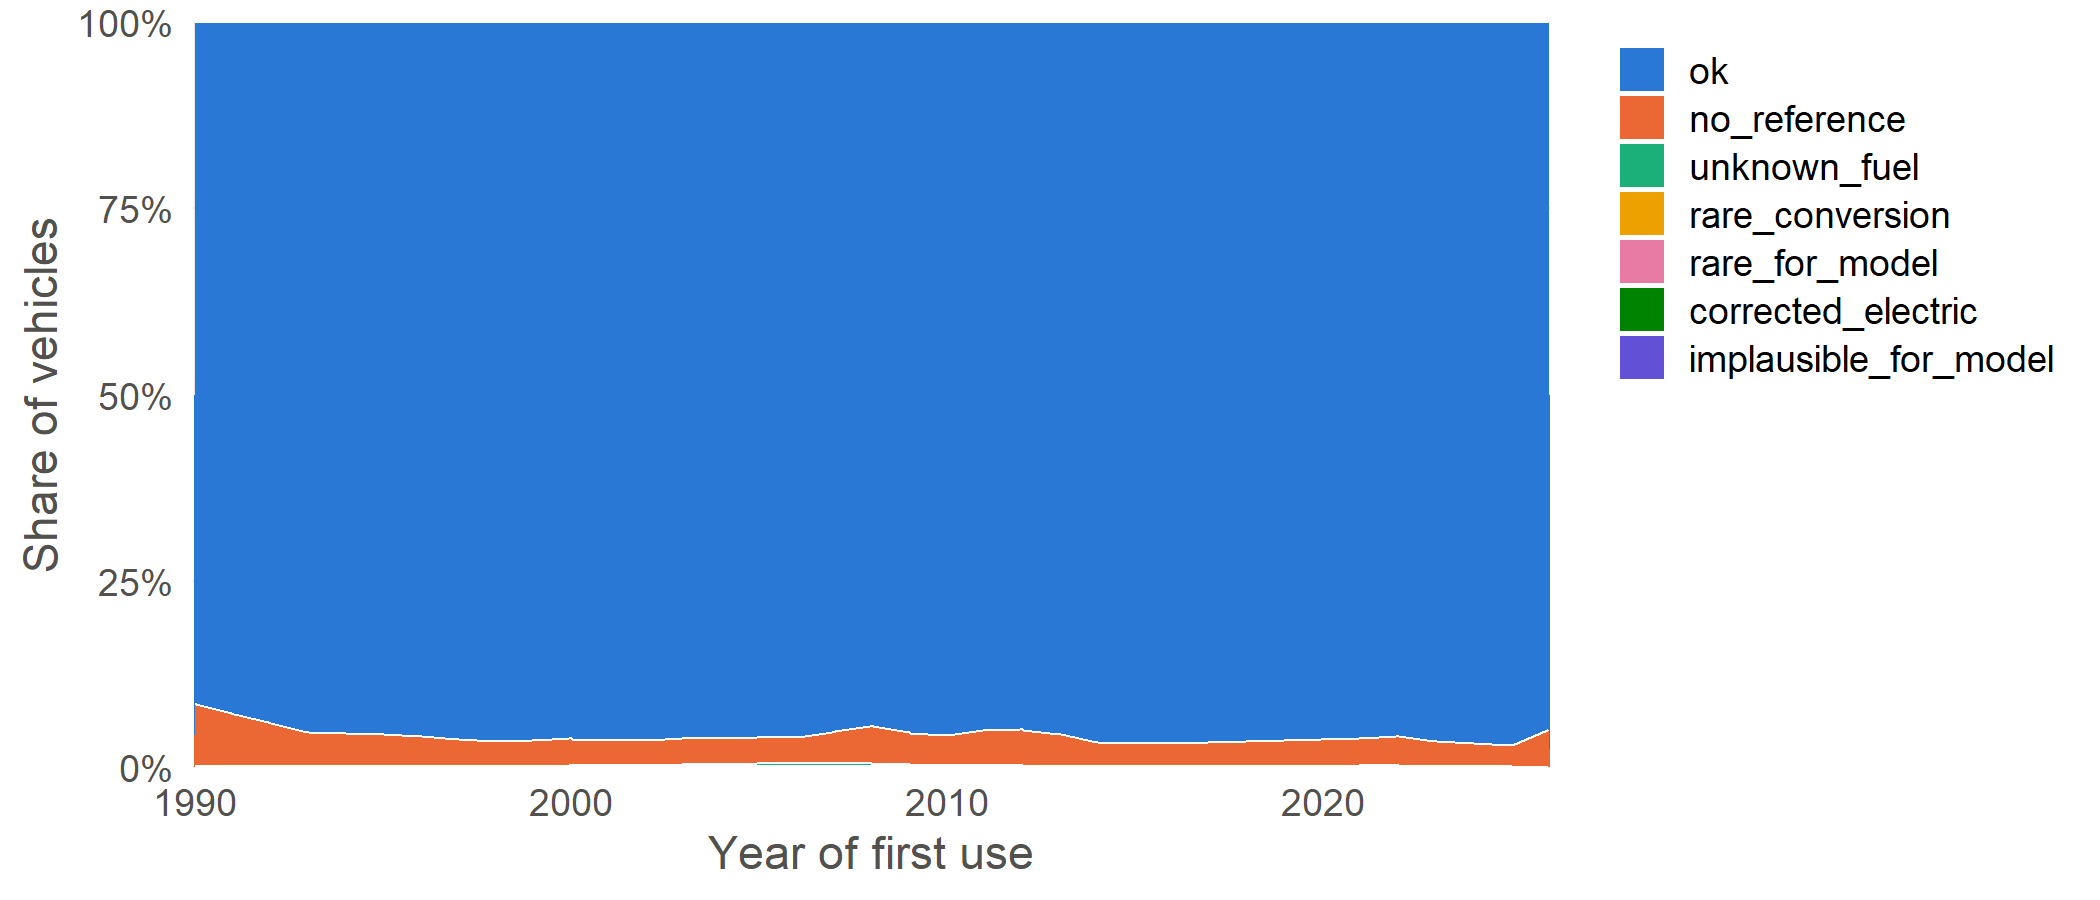 100%
75%
50%
25%
0%
Share of vehicles
1990 2000 2010 2020
Year of first use
ok
no_reference
unknown_fuel
rare_conversion
rare_for_model
corrected_electric
implausible_for_model